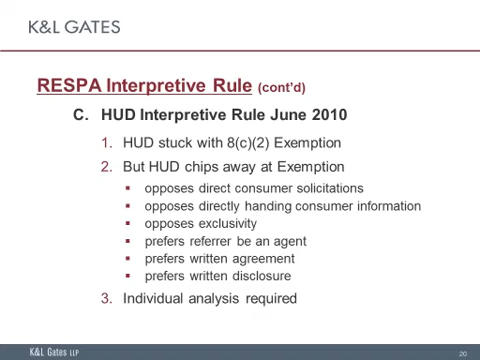 K&L GATES
RESPA Interpretive Rule (cont'd)
C. HUD Interpretive Rule June 2010
1. HUD stuck with 8(c)(2) Exemption
2. But HUD chips away at Exemption
▪ opposes direct consumer solicitations
▪ opposes directly handing consumer information
▪ opposes exclusivity
▪ prefers referrer be an agent
▪ prefers written agreement
▪ prefers written disclosure
3. Individual analysis required
K&L Gates LLP
20